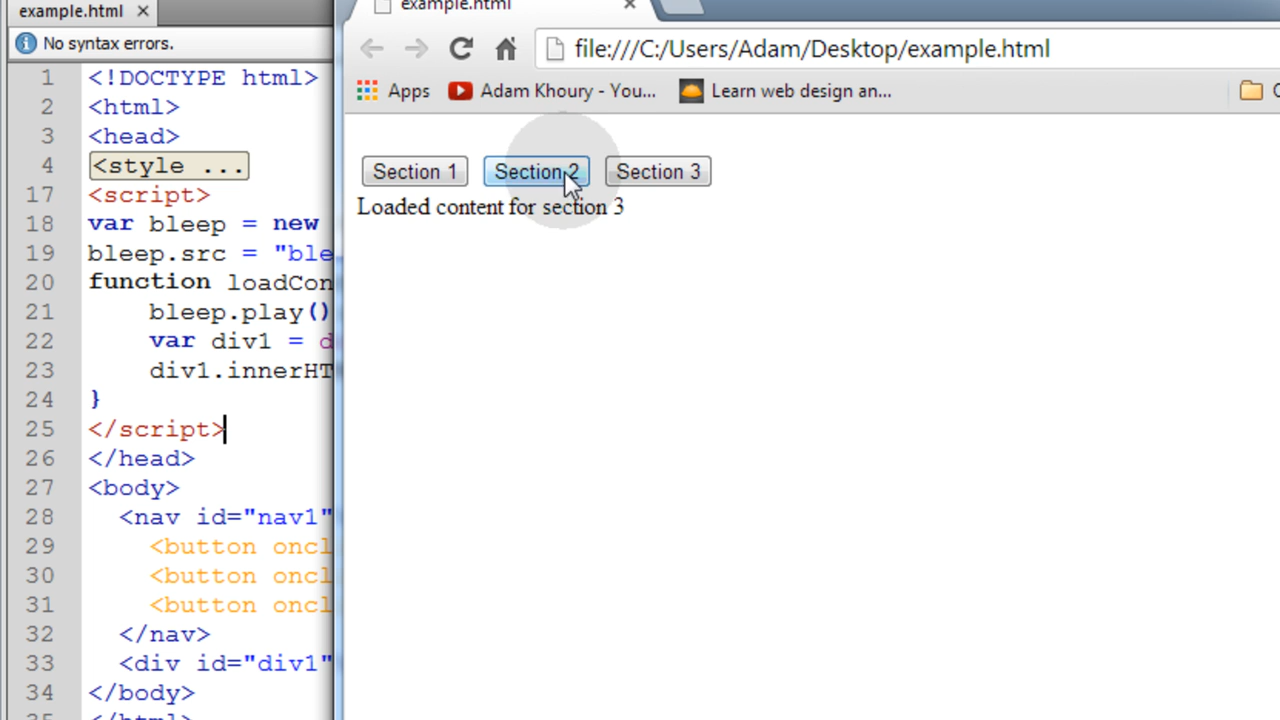 example.html
No syntax errors.
1 <!DOCTYPE html>
2 <html>
3 <head>
4 <style ...
17 <script>
18 var bleep = new
19 bleep.src = "ble
20 function loadCon
21 bleep.play()
22 var div1 = d
23 div1.innerHT
24 }
25 </script>
26 </head>
27 <body>
28 <nav id="nav1"
29 <button oncl
30 <button oncl
31 <button oncl
32 </nav>
33 <div id="div1"
34 </body>
35 </html>
example.html
file:///C:/Users/Adam/Desktop/example.html
Apps Adam Khoury - You... Learn web design an...
Section 1 Section 2 Section 3
Loaded content for section 3